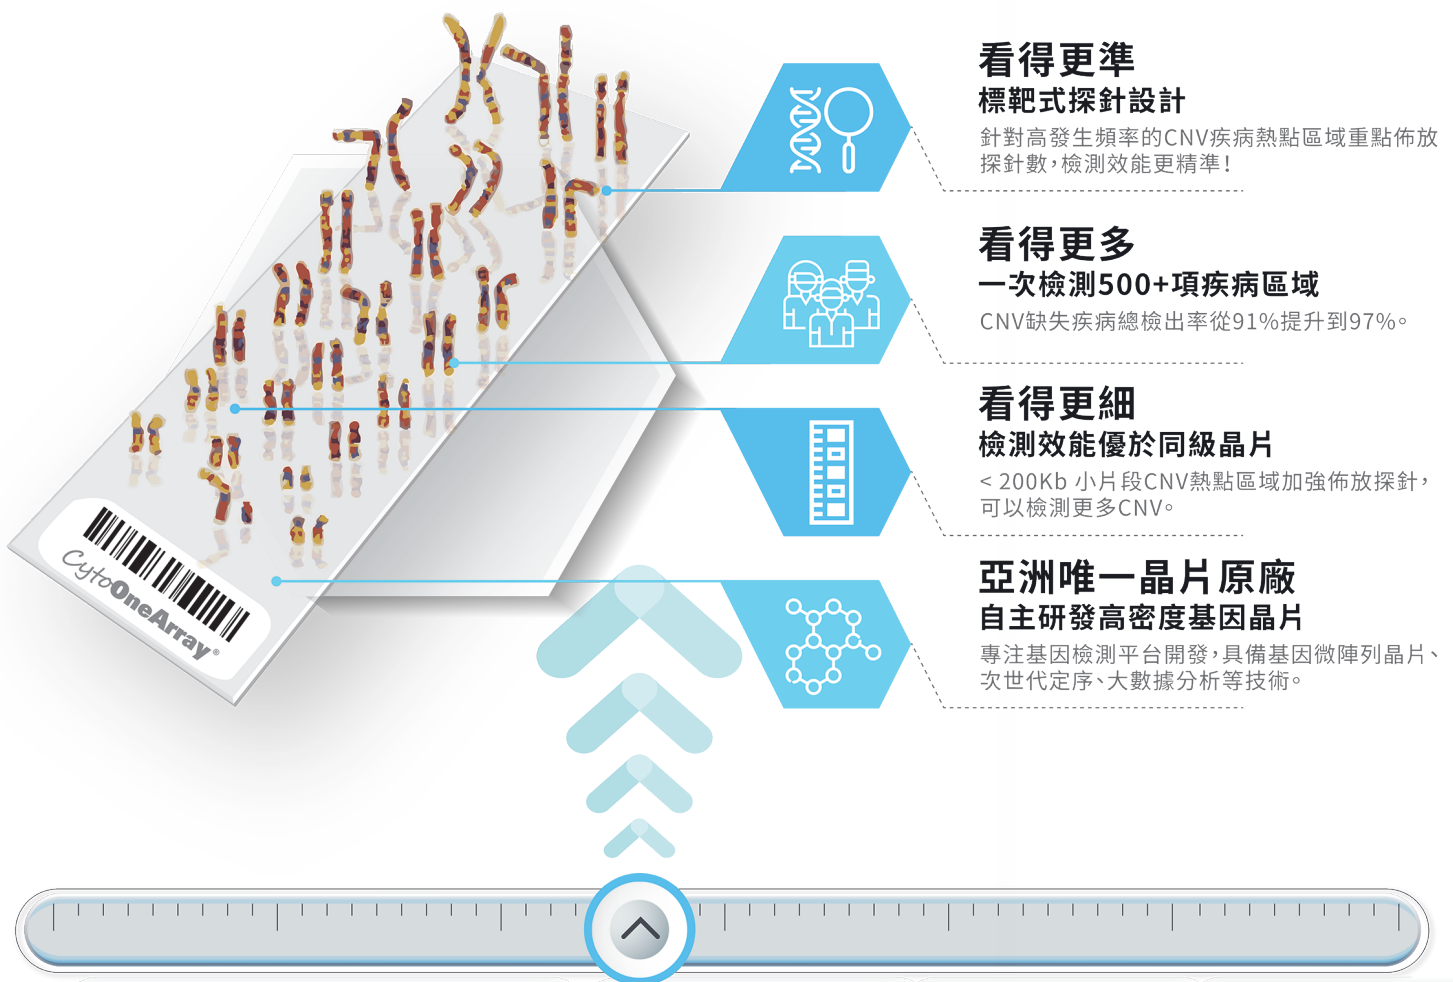 看得更準
標靶式探針設計
針對高發生頻率的CNV疾病熱點區域重點佈放
探針數,檢測效能更精準!
看得更多
一次檢測500+項疾病區域
CNV缺失疾病總檢出率從91%提升到97%。
看得更細
檢測效能優於同級晶片
< 200Kb 小片段CNV熱點區域加強佈放探針,
可以檢測更多CNV。
亞洲唯一晶片原廠
自主研發高密度基因晶片
專注基因檢測平台開發,具備基因微陣列晶片、
次世代定序、大數據分析等技術。
CytoOneArray®